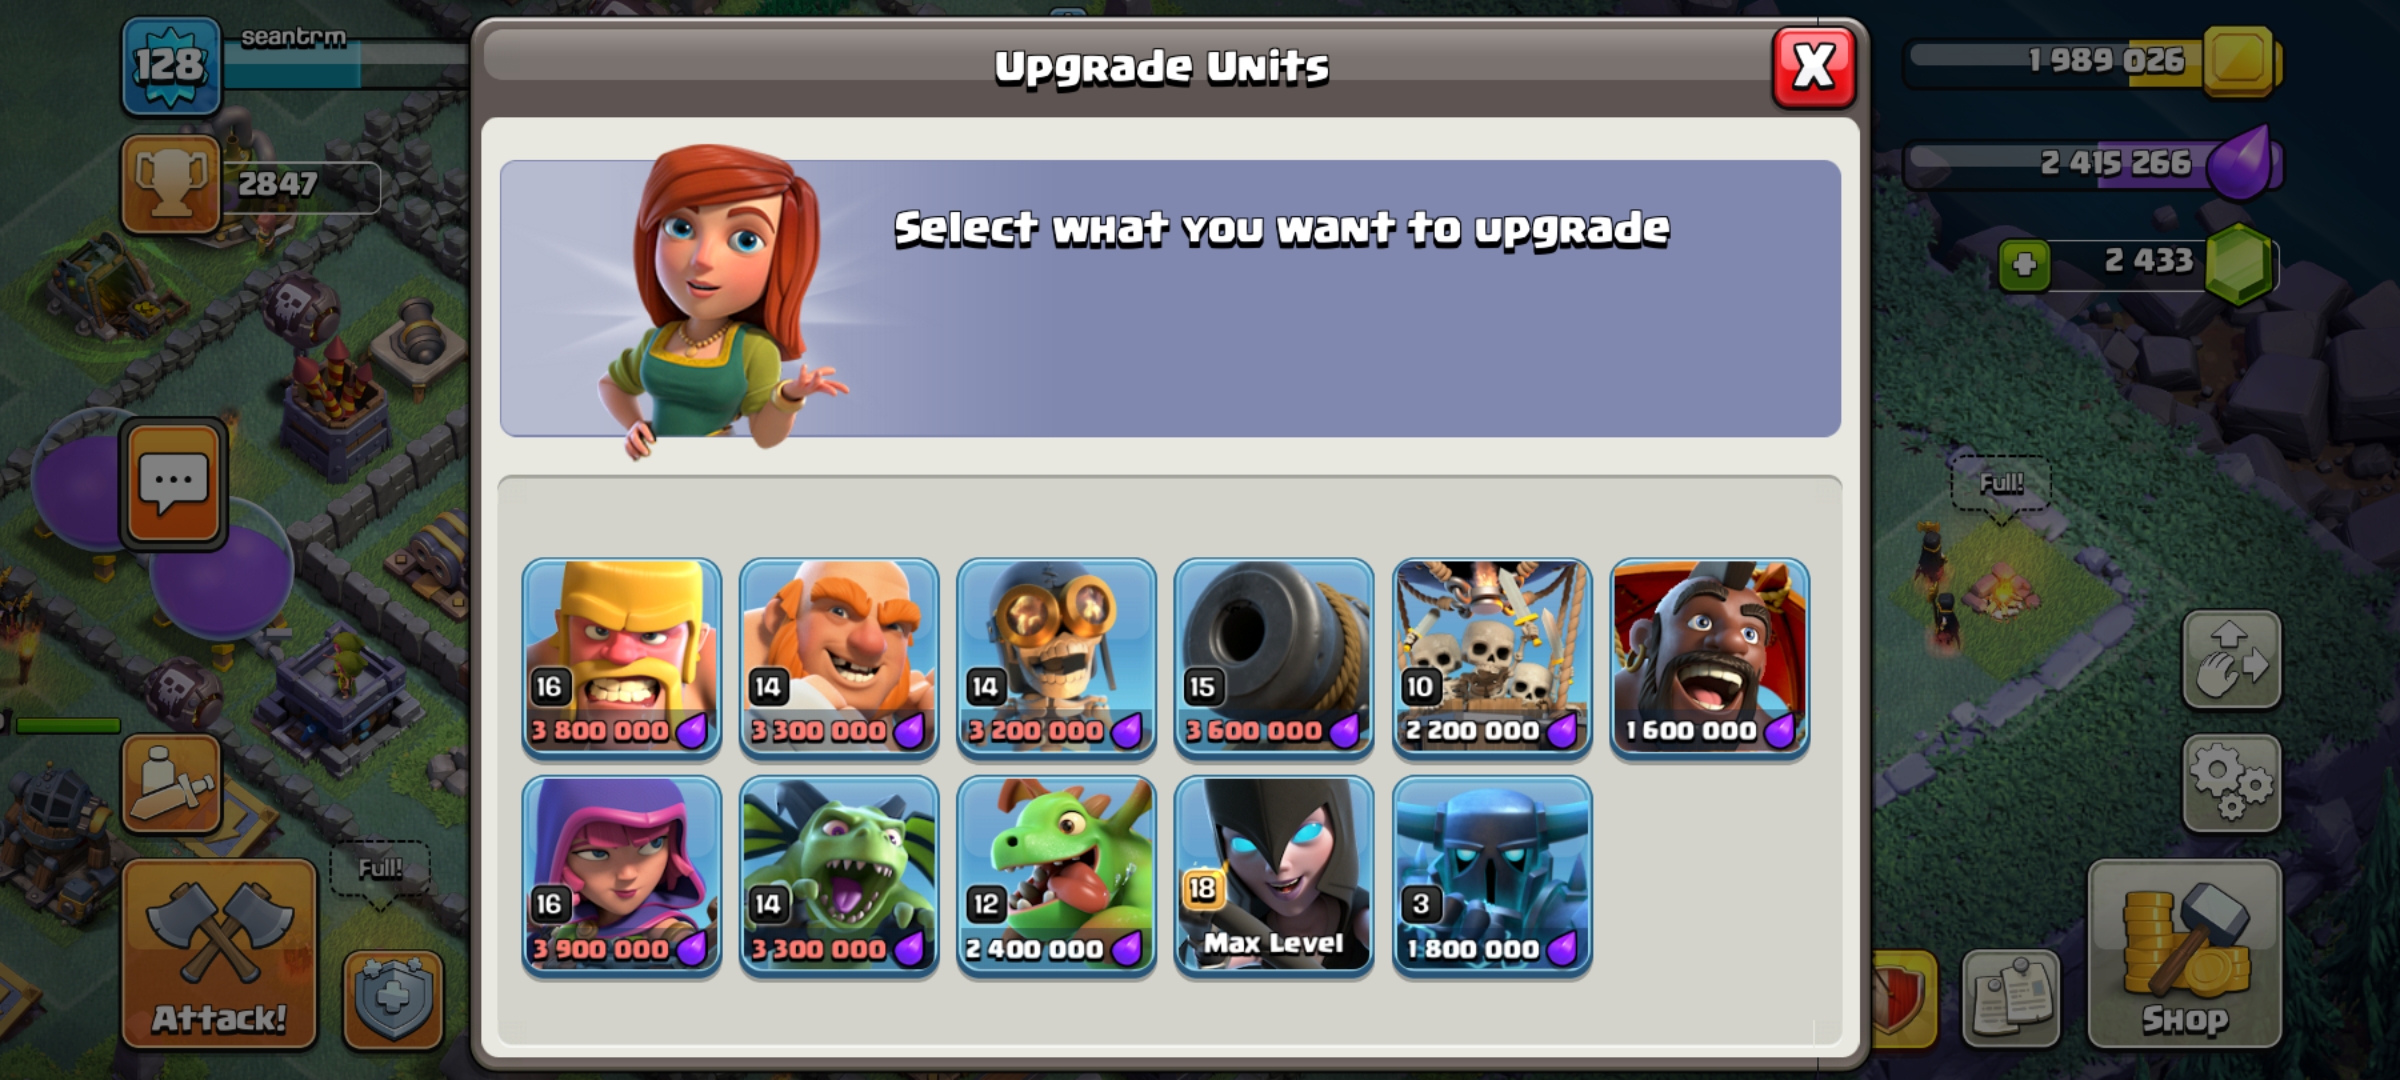 128
seantrm
2847
Upgrade Units
X
1 989 026
2 415 266
2 433
Select what you want to upgrade
Full!
16
3 800 000
14
3 300 000
14
3 200 000
15
3 600 000
10
2 200 000
1 600 000
16
3 900 000
14
3 300 000
12
2 400 000
18
Max Level
3
1 800 000
Full!
Attack!
Shop